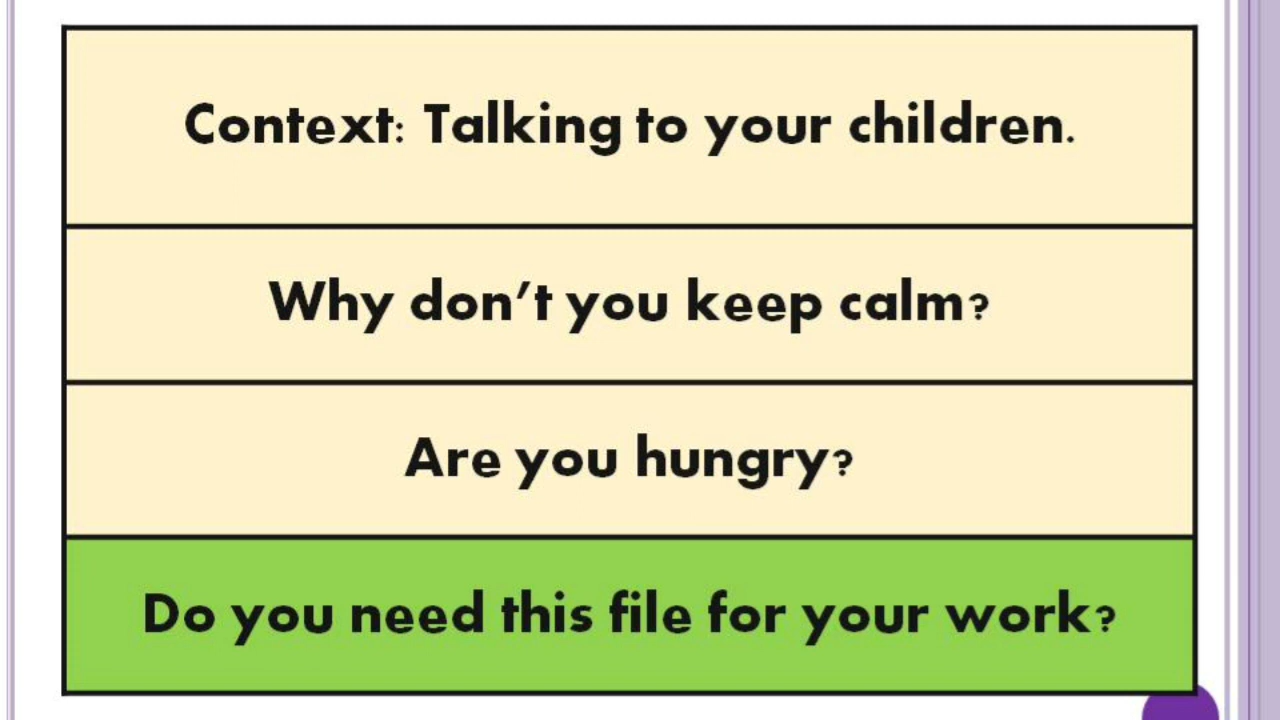 Context: Talking to your children.
Why don’t you keep calm?
Are you hungry?
Do you need this file for your work?